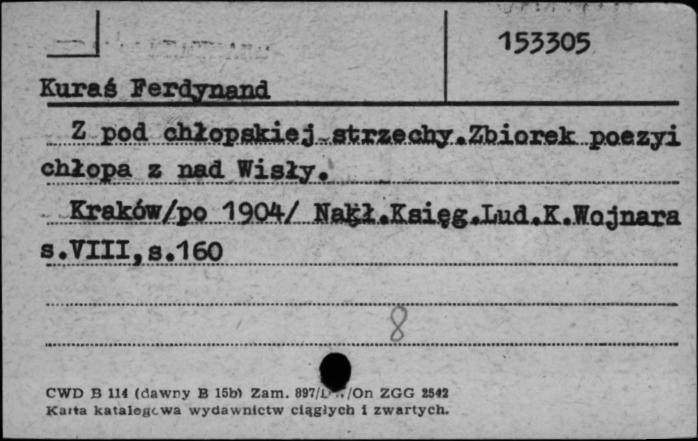 153305
Kuraś Ferdynand
Z pod chłopskiej strzechy.Zbiorek poezyi
chłopa z nad Wisły.
Kraków/po 1904/ Nakł.Księg.Lud.K.Wojnara
s.VIII,s.160
8
CWD B 114 (dawny B 15b) Zam. /On ZGG 2542
Karta katalogowa wydawnictw ciągłych i zwartych.